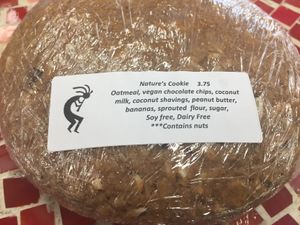 Nature's Cookie 3.75
Oatmeal, vegan chocolate chips, coconut
milk, coconut shavings, peanut butter,
bananas, sprouted flour, sugar,
Soy free, Dairy Free
***Contains nuts